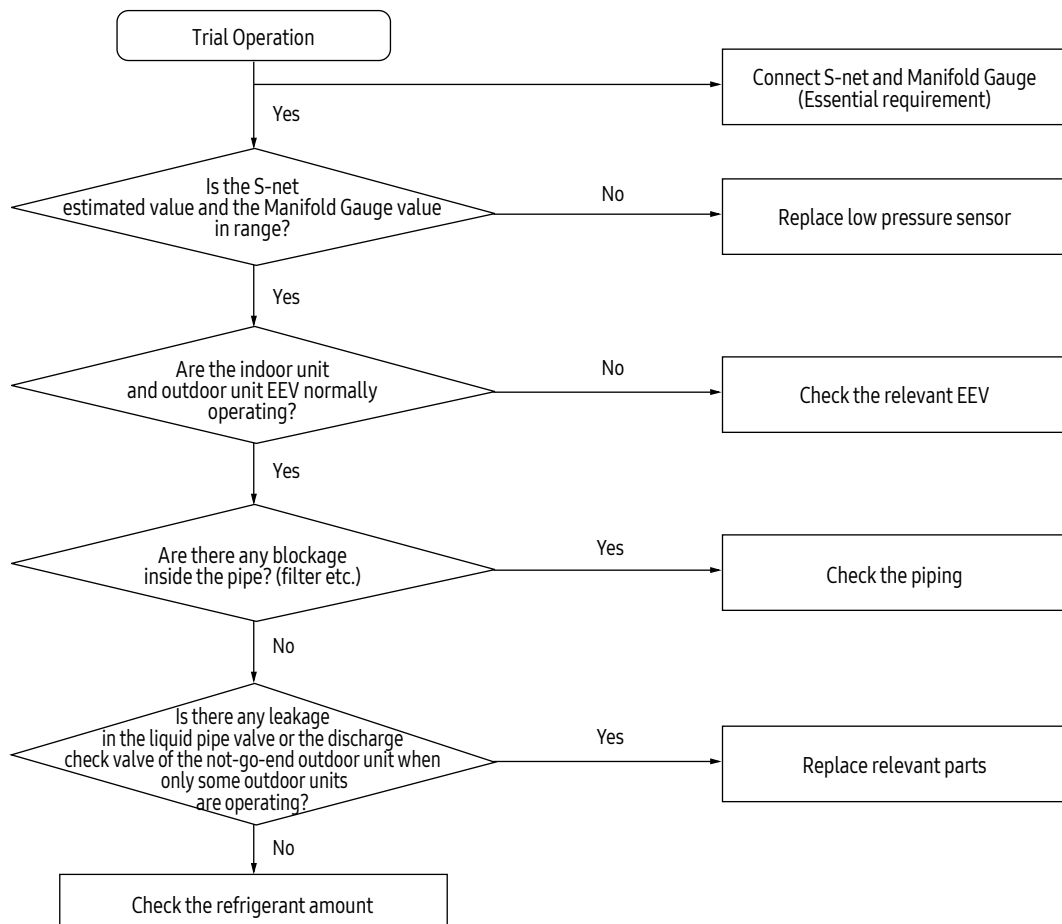 Trial Operation
Connect S-net and Manifold Gauge
(Essential requirement)
Yes
Is the S-net
estimated value and the Manifold Gauge value
in range?
No
Replace low pressure sensor
Yes
Are the indoor unit
and outdoor unit EEV normally
operating?
No
Check the relevant EEV
Yes
Are there any blockage
inside the pipe? (filter etc.)
Yes
Check the piping
No
Is there any leakage
in the liquid pipe valve or the discharge
check valve of the not-go-end outdoor unit when
only some outdoor units
are operating?
Yes
Replace relevant parts
No
Check the refrigerant amount